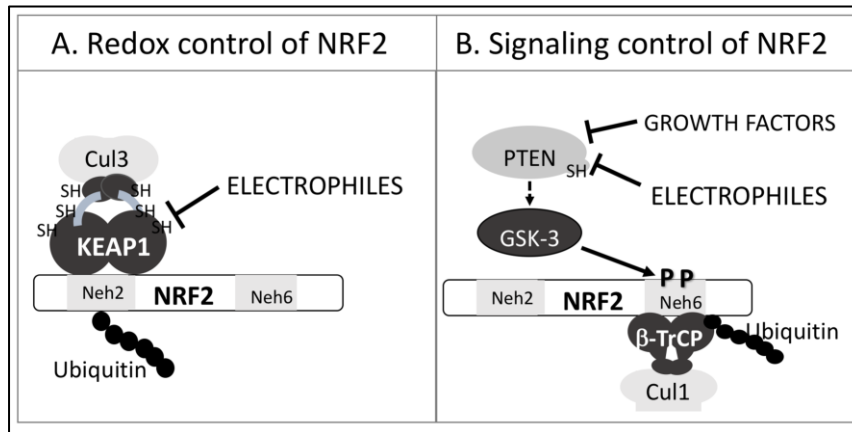 A. Redox control of NRF2
Cul3
SH
SH
SH
SH
SH
SH
ELECTROPHILES
KEAP1
Neh2
NRF2
Neh6
Ubiquitin
B. Signaling control of NRF2
GROWTH FACTORS
PTEN
SH
ELECTROPHILES
GSK-3
P P
Neh2
NRF2
Neh6
β-TrCP
Ubiquitin
Cul1